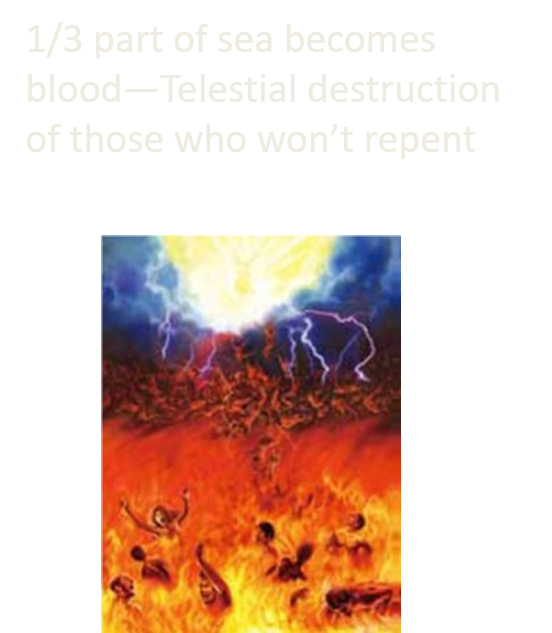 1/3 part of sea becomes
blood—Telestial destruction
of those who won’t repent